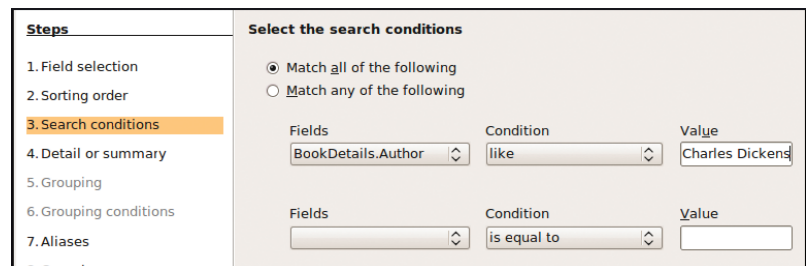 Steps
Select the search conditions
1. Field selection
Match all of the following
2. Sorting order
Match any of the following
3. Search conditions
Fields Condition Value
4. Detail or summary
BookDetails.Author like Charles Dickens
5. Grouping
6. Grouping conditions
Fields Condition Value
7. Aliases
is equal to